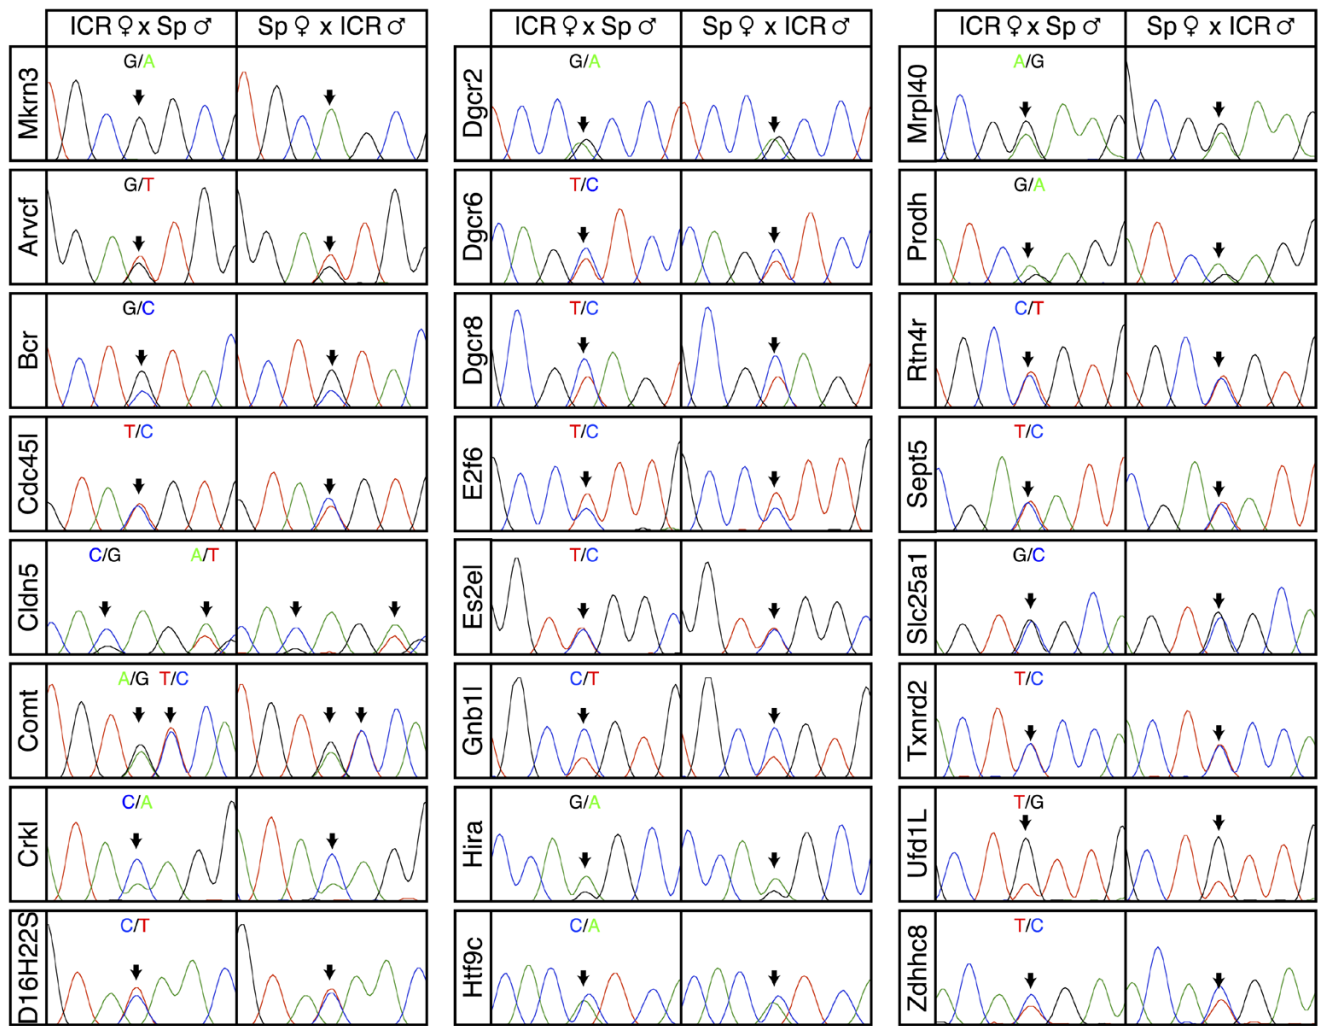 ICR ♀ x Sp ♂ Sp ♀ x ICR ♂
Mkrn3
G/A
Arvcf
G/T
Bcr
G/C
Cdc45l
T/C
Cldn5
C/G A/T
Comt
A/G T/C
Crkl
C/A
D16H22S
C/T
ICR ♀ x Sp ♂ Sp ♀ x ICR ♂
Dgcr2
G/A
Dgcr6
T/C
Dgcr8
T/C
E2f6
T/C
Es2el
T/C
Gnb1l
C/T
Hira
G/A
Htf9c
C/A
ICR ♀ x Sp ♂ Sp ♀ x ICR ♂
Mrpl40
A/G
Prodh
G/A
Rtn4r
C/T
Sept5
T/C
Slc25a1
G/C
Txnrd2
T/C
Ufd1L
T/G
Zdhhc8
T/C